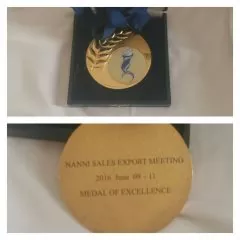 NANNI SALES EXPORT MEETING
2016 June 09 - 11
MEDAL OF EXCELLENCE